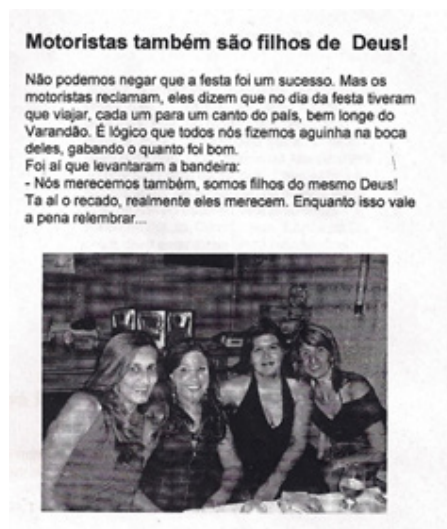 Motoristas também são filhos de Deus!
Não podemos negar que a festa foi um sucesso. Mas os
motoristas reclamam, eles dizem que no dia da festa tiveram
que viajar, cada um para um canto do país, bem longe do
Varandão. É lógico que todos nós fizemos aguinha na boca
deles, gabando o quanto foi bom.
Foi aí que levantaram a bandeira:
- Nós merecemos também, somos filhos do mesmo Deus!
Ta aí o recado, realmente eles merecem. Enquanto isso vale
a pena relembrar...